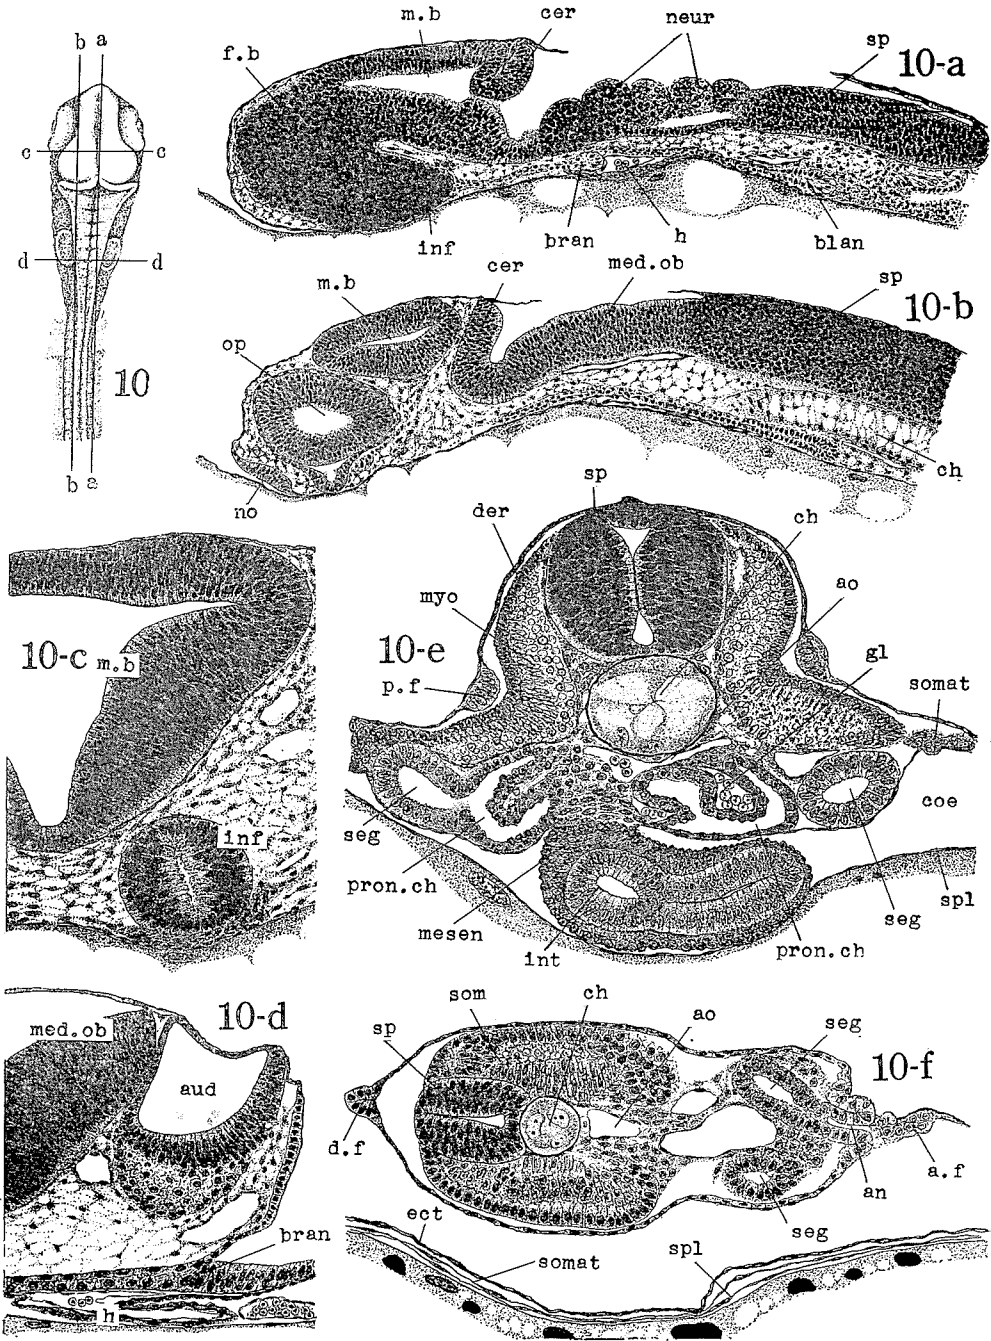 b a
c c
d d
10
b a
f.b m.b cer neur sp
10-a
inf bran h blan
op m.b cer med.ob sp
10-b
no ch
10-c m.b
inf
der sp ch
myo ao
10-e
p.f gl somat
seg coe
pron.ch spl
mesen int pron.ch seg
10-d
med.ob
aud
bran
h
sp som ch ao seg
10-f
d.f an a.f
seg
ect somat spl